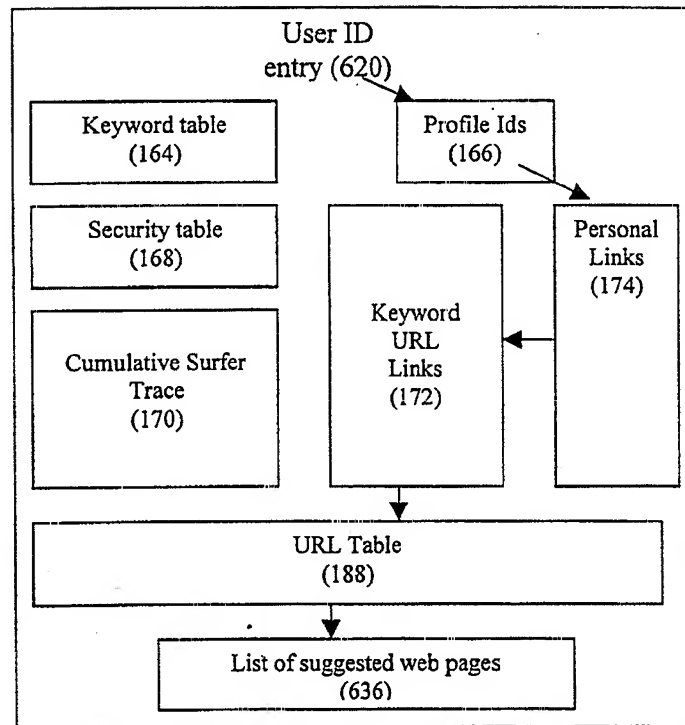 User ID
entry (620)
Keyword table
(164)
Profile Ids
(166)
Security table
(168)
Personal
Links
(174)
Keyword
URL
Links
(172)
Cumulative Surfer
Trace
(170)
URL Table
(188)
List of suggested web pages
(636)